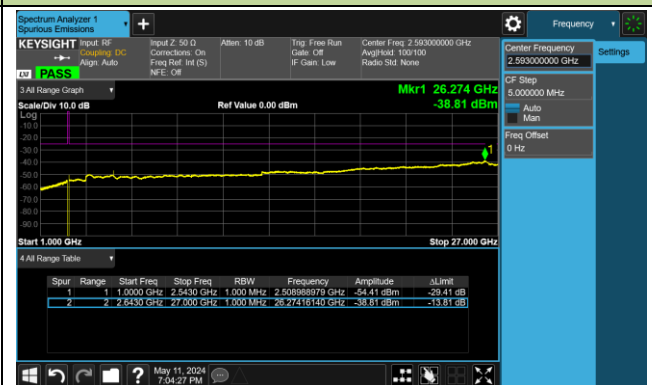 Spectrum Analyzer 1
Spurious Emissions
+
Frequency
KEYSIGHT
Input: RF
Coupling: DC
Align: Auto
Input Z: 50 Ω
Corrections: On
Freq Ref: Int (S)
NFE: Off
Atten: 10 dB
Trig: Free Run
Gate: Off
IF Gain: Low
Center Freq: 2.593000000 GHz
Avg|Hold: 100/100
Radio Std: None
LXI PASS
Center Frequency
2.593000000 GHz
Settings
CF Step
5.000000 MHz
Auto
Man
Freq Offset
0 Hz
3 All Range Graph
Mkr1 26.274 GHz
Scale/Div 10.0 dB
Ref Value 0.00 dBm
-38.81 dBm
Log
-10.0
-20.0
-30.0
-40.0
-50.0
-60.0
-70.0
-80.0
-90.0
1
Start 1.000 GHz
Stop 27.000 GHz
4 All Range Table
Spur Range Start Freq Stop Freq RBW Frequency Amplitude ΔLimit
1 1 1.0000 GHz 2.5430 GHz 1.000 MHz 2.508988979 GHz -54.41 dBm -29.41 dB
2 2 2.6430 GHz 27.000 GHz 1.000 MHz 26.27416140 GHz -38.81 dBm -13.81 dB
?
May 11, 2024
7:04:27 PM